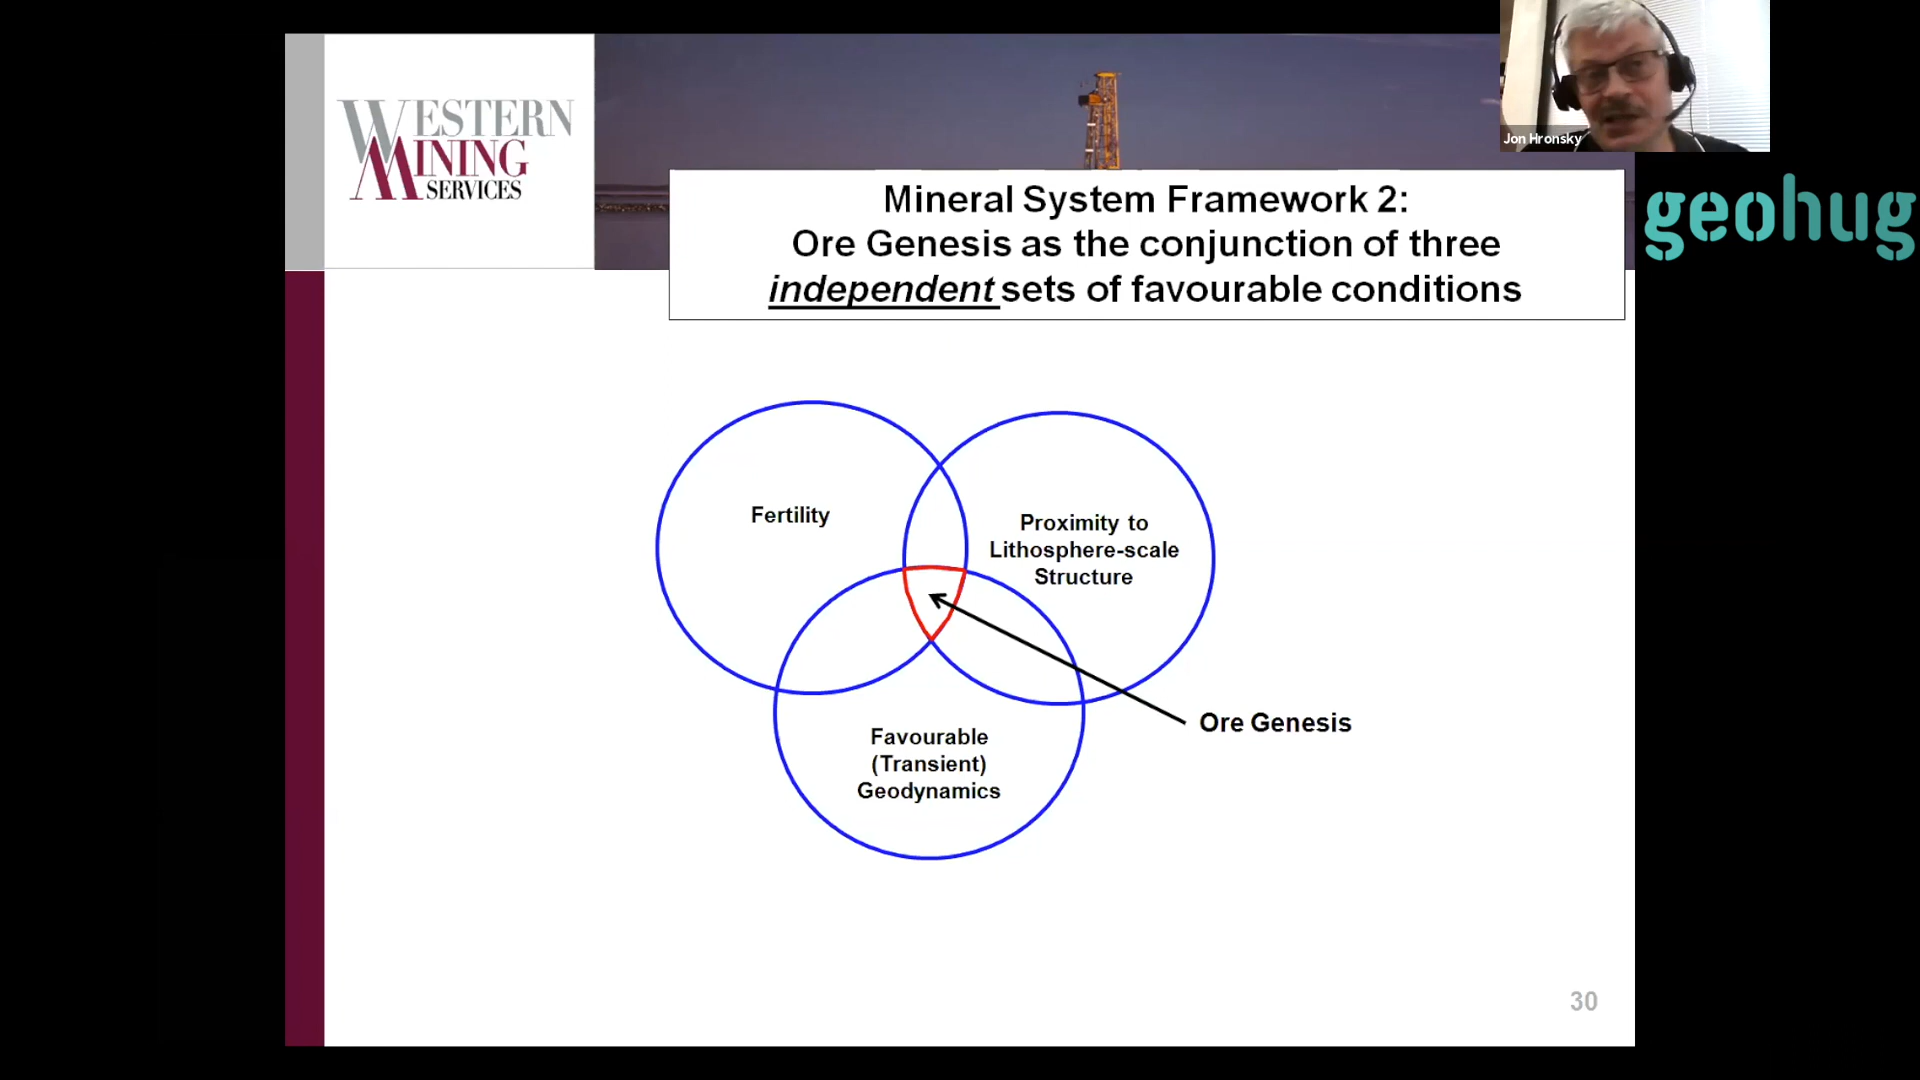 WESTERN
MINING
SERVICES
Jon Hronsky
geohug
Mineral System Framework 2:
Ore Genesis as the conjunction of three
independent sets of favourable conditions
Fertility
Proximity to
Lithosphere-scale
Structure
Favourable
(Transient)
Geodynamics
Ore Genesis
30